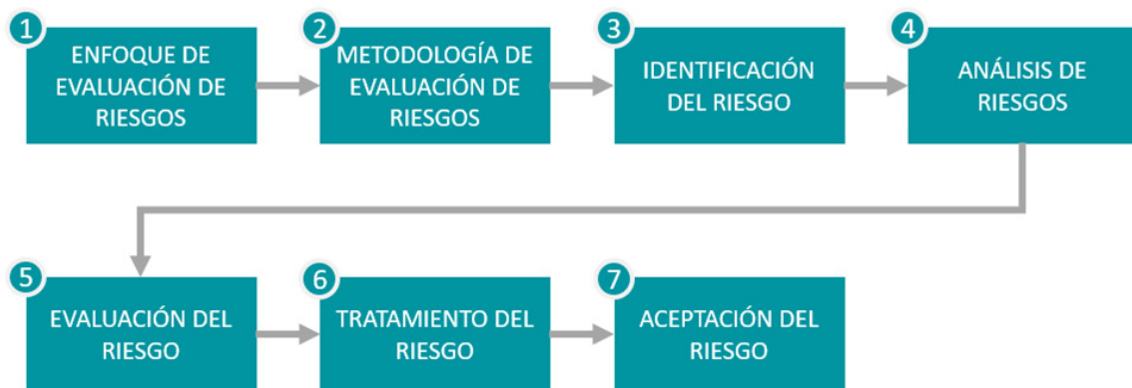 1
ENFOQUE DE
EVALUACIÓN DE
RIESGOS
2
METODOLOGÍA DE
EVALUACIÓN DE
RIESGOS
3
IDENTIFICACIÓN
DEL RIESGO
4
ANÁLISIS DE
RIESGOS
5
EVALUACIÓN DEL
RIESGO
6
TRATAMIENTO DEL
RIESGO
7
ACEPTACIÓN DEL
RIESGO